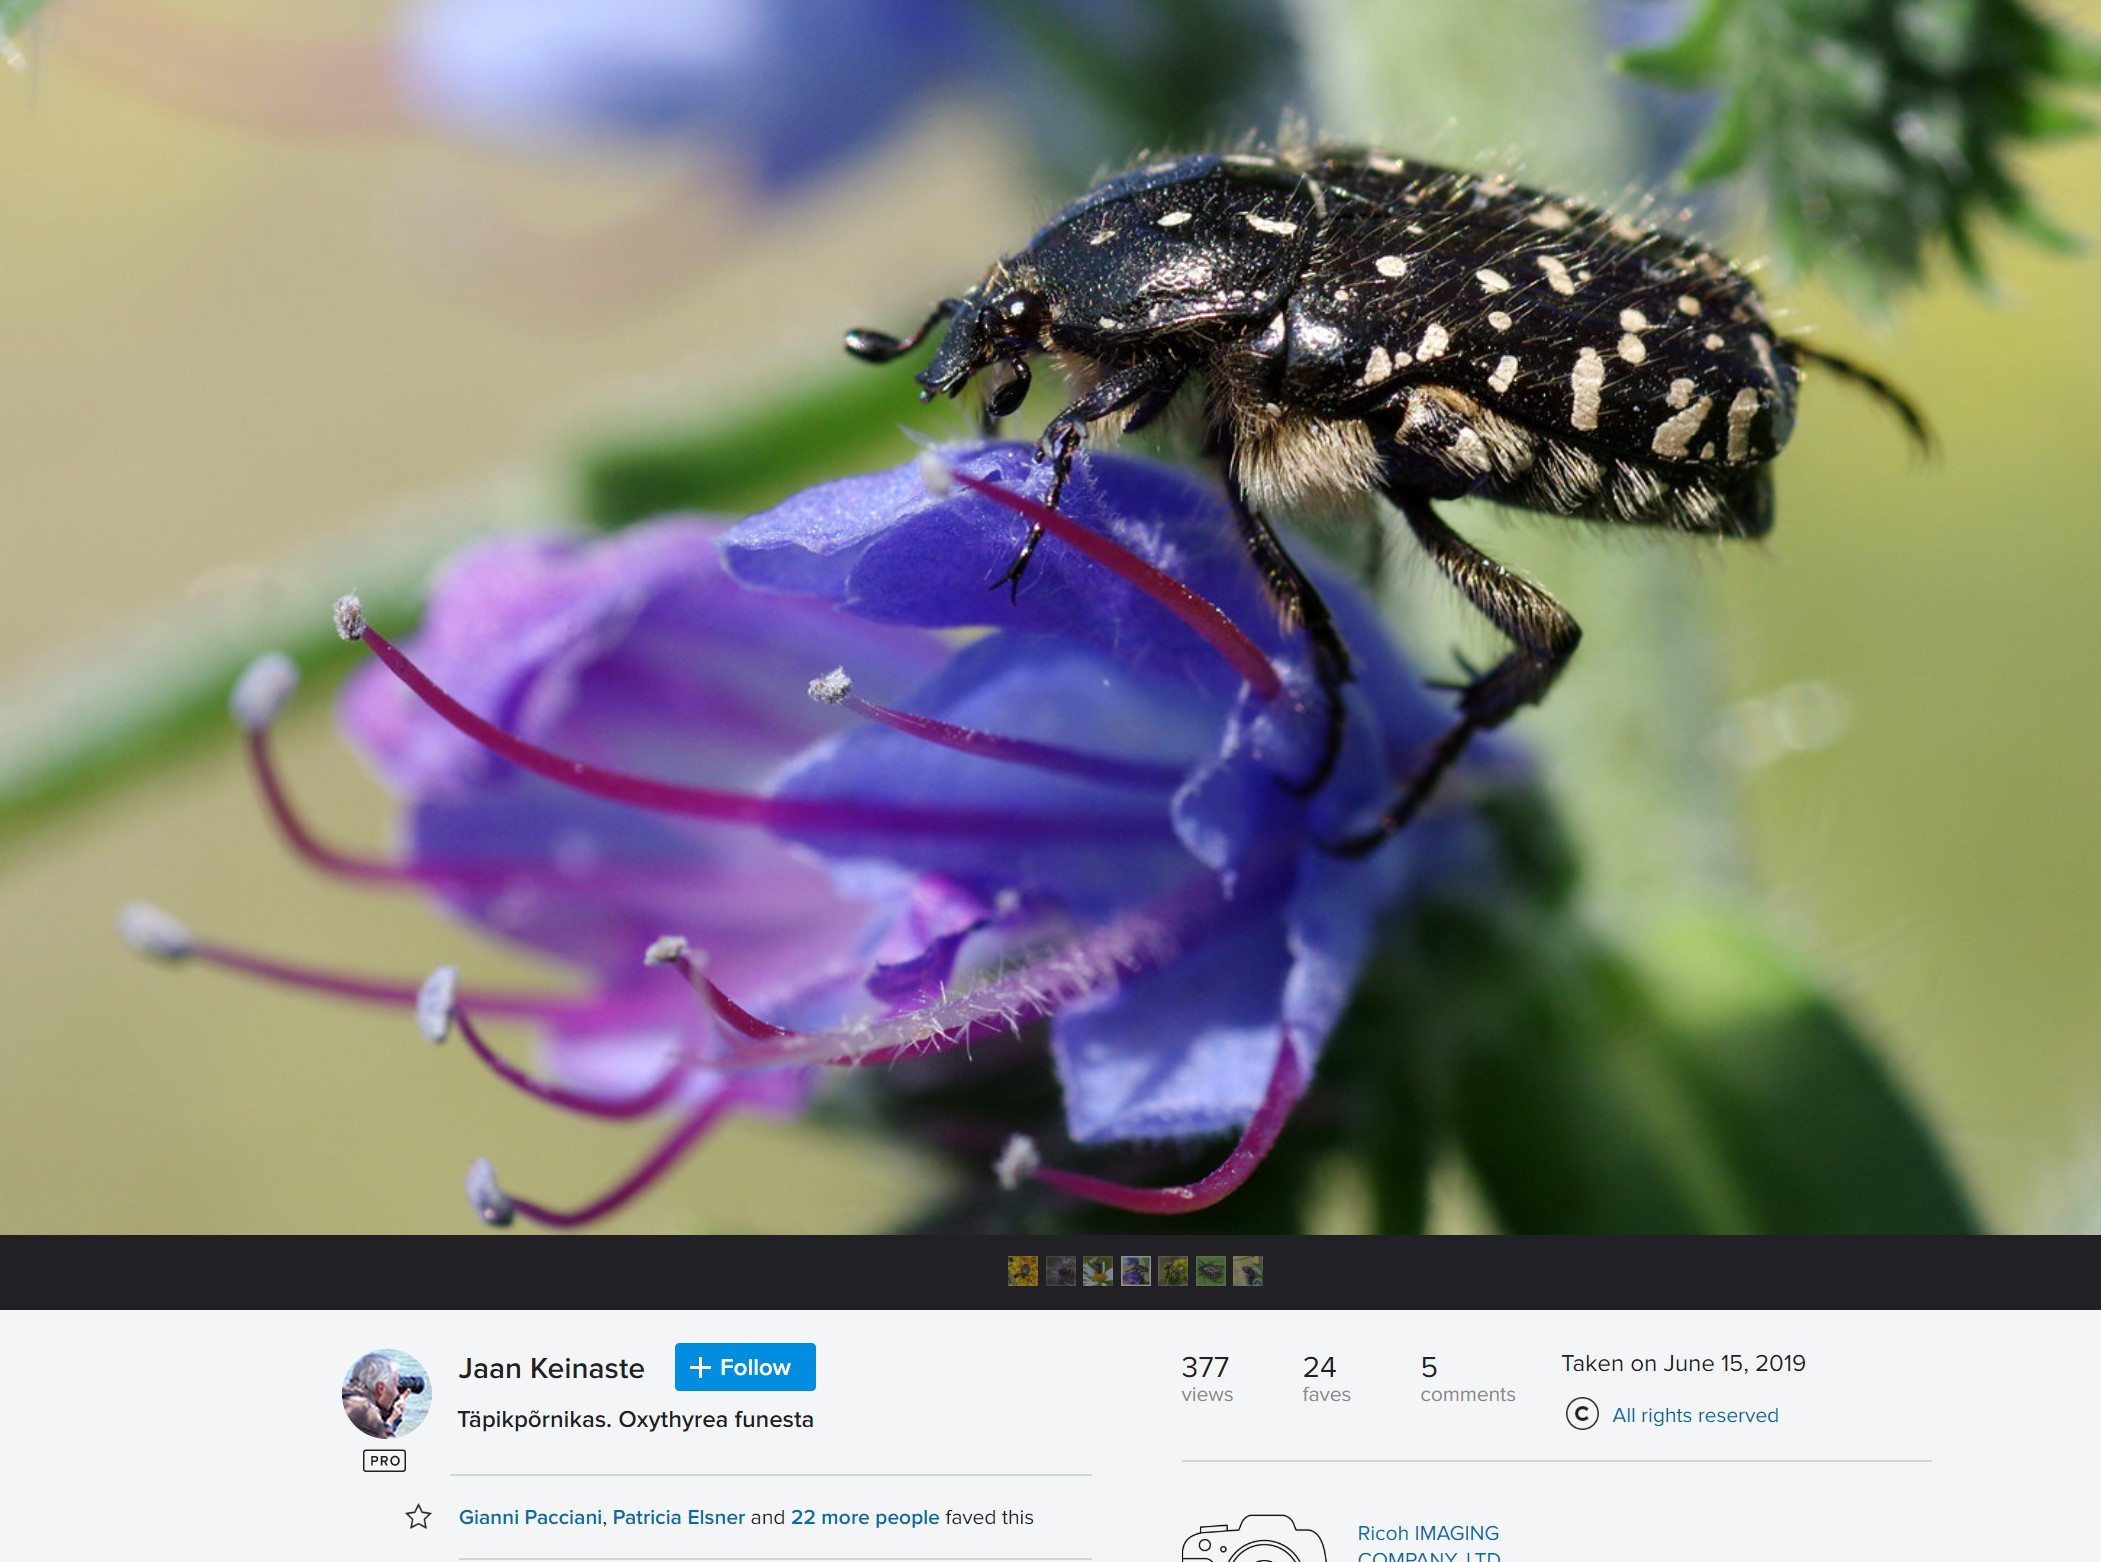 Jaan Keinaste
+ Follow
Täpikpõrnikas. Oxythyrea funesta
PRO
Gianni Pacciani, Patricia Elsner and 22 more people faved this
377
views
24
faves
5
comments
Taken on June 15, 2019
© All rights reserved
Ricoh IMAGING
COMPANY, LTD.